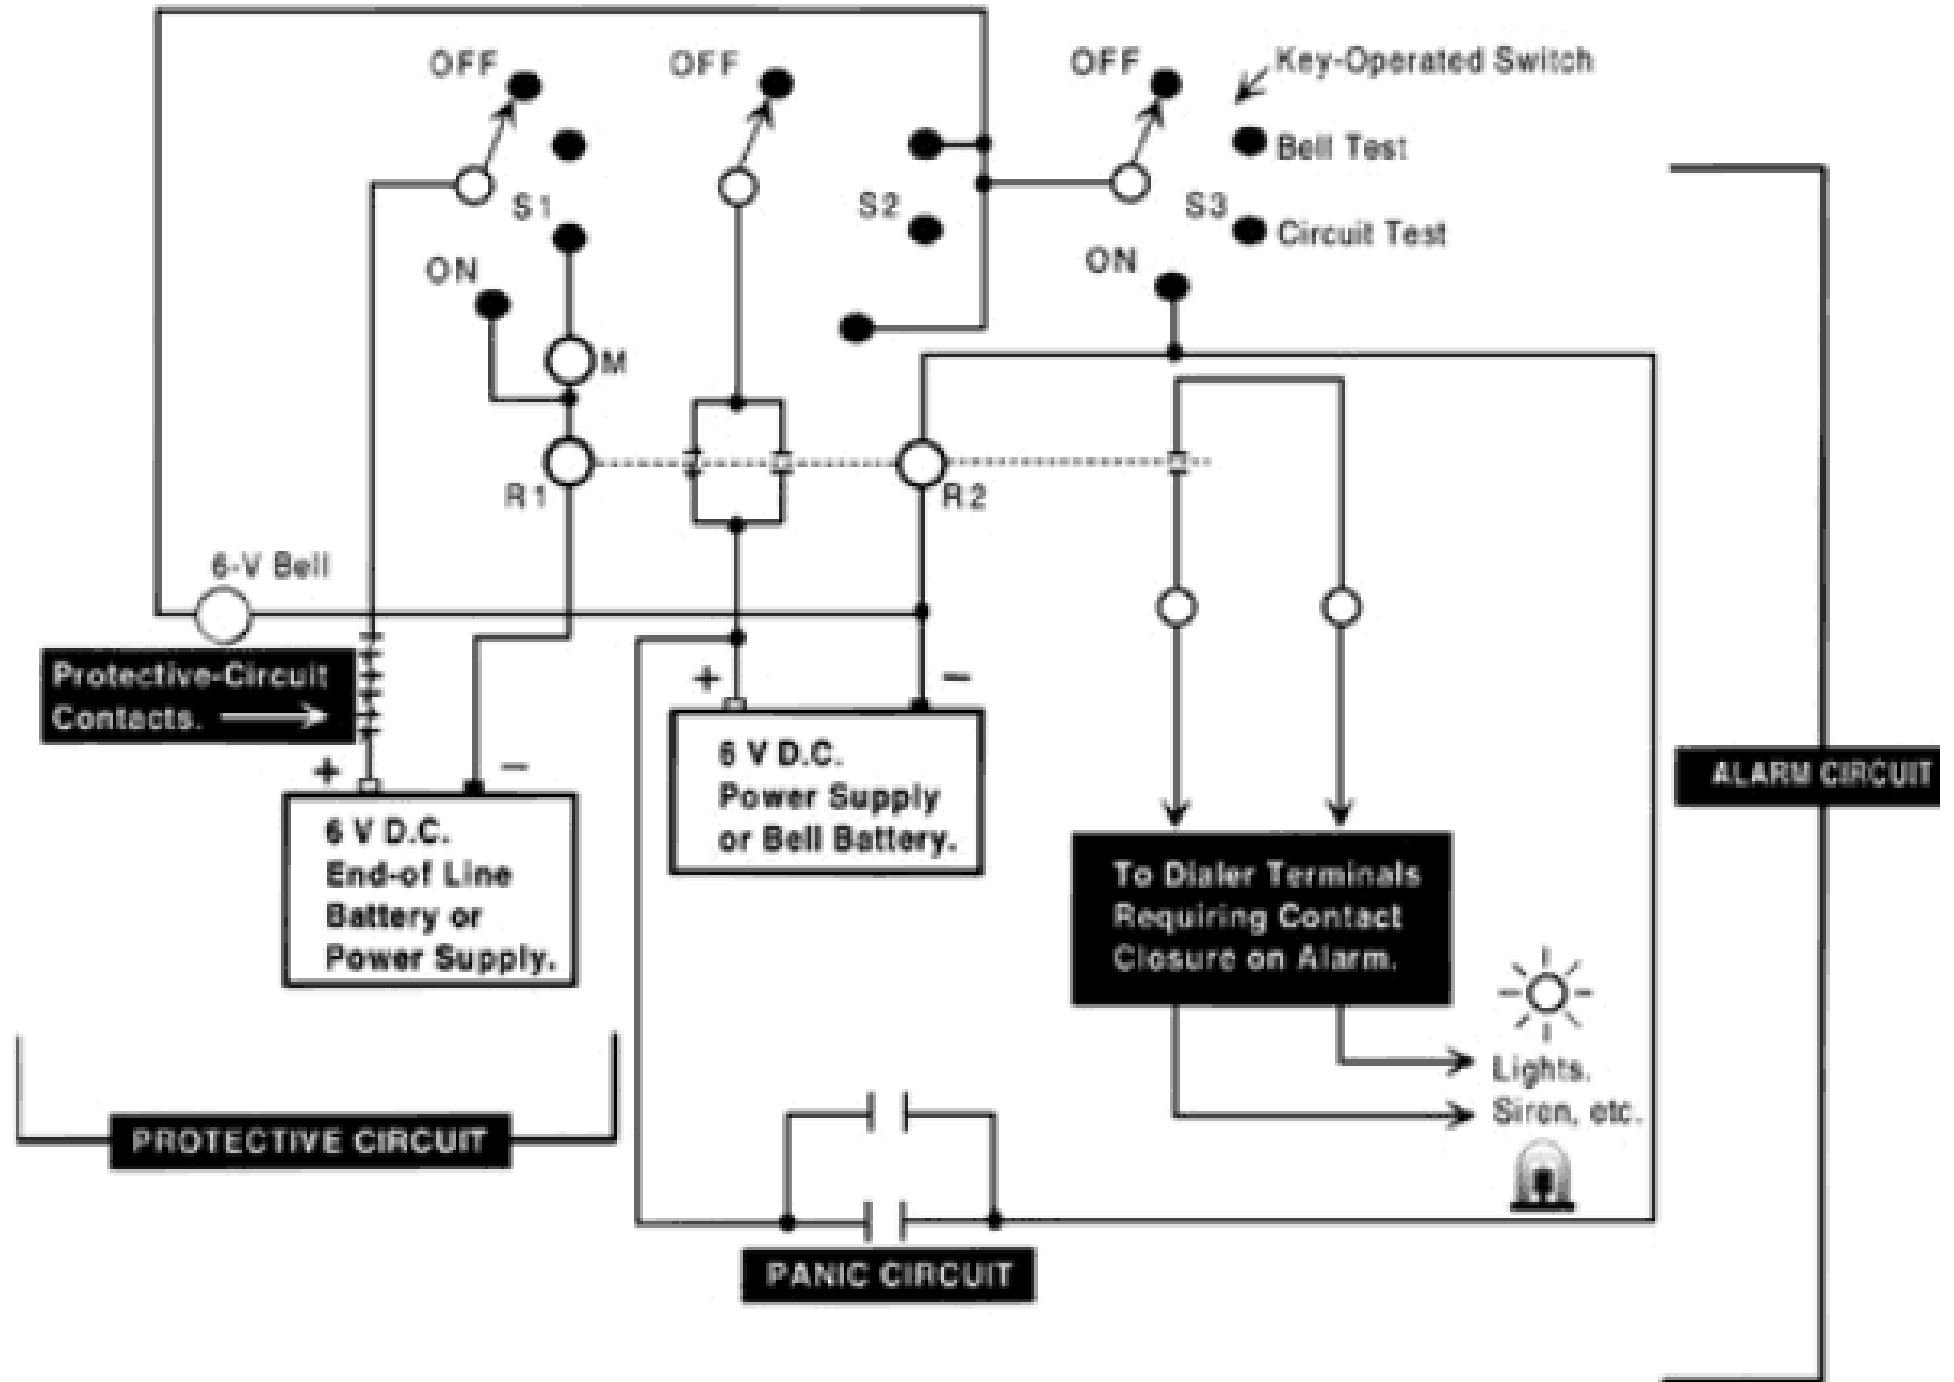 OFF
OFF
OFF
Key-Operated Switch
Bell Test
S1
S2
S3
Circuit Test
ON
ON
M
R1
R2
6-V Bell
Protective-Circuit
Contacts.
+
-
+
-
6 V D.C.
Power Supply
or Bell Battery.
6 V D.C.
End-of Line
Battery or
Power Supply.
ALARM CIRCUIT
To Dialer Terminals
Requiring Contact
Closure on Alarm.
Lights.
Siren, etc.
PROTECTIVE CIRCUIT
PANIC CIRCUIT